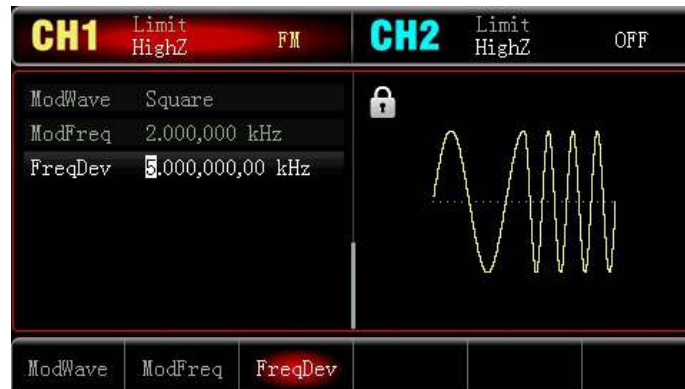 CH1 Limit HighZ FM
CH2 Limit HighZ OFF
ModWave Square
ModFreq 2.000,000 kHz
FreqDev 5.000,000,00 kHz
ModWave ModFreq FreqDev